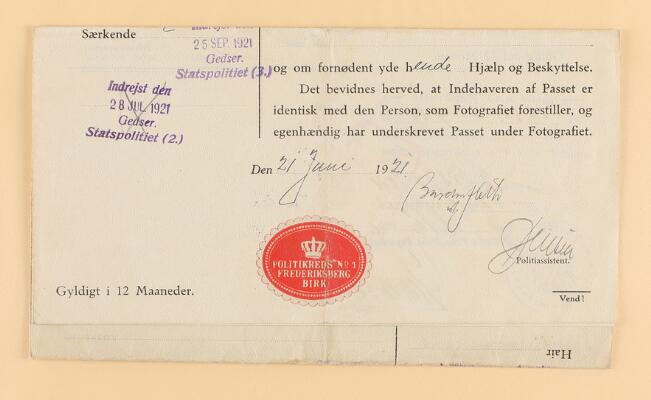 Særkende
Indrejst den
25 SEP. 1921
Gedser.
Statspolitiet (3.)
Indrejst den
28 JUL 1921
Gedser.
Statspolitiet (2.)
og om fornødent yde hende Hjælp og Beskyttelse.
Det bevidnes herved, at Indehaveren af Passet er
identisk med den Person, som Fotografiet forestiller, og
egenhændig har underskrevet Passet under Fotografiet.
Den 21 Juni 1921.
POLITIKREDS No 1
FREDERIKSBERG
BIRK
Politiassistent.
Gyldigt i 12 Maaneder.
Vend!
Hair